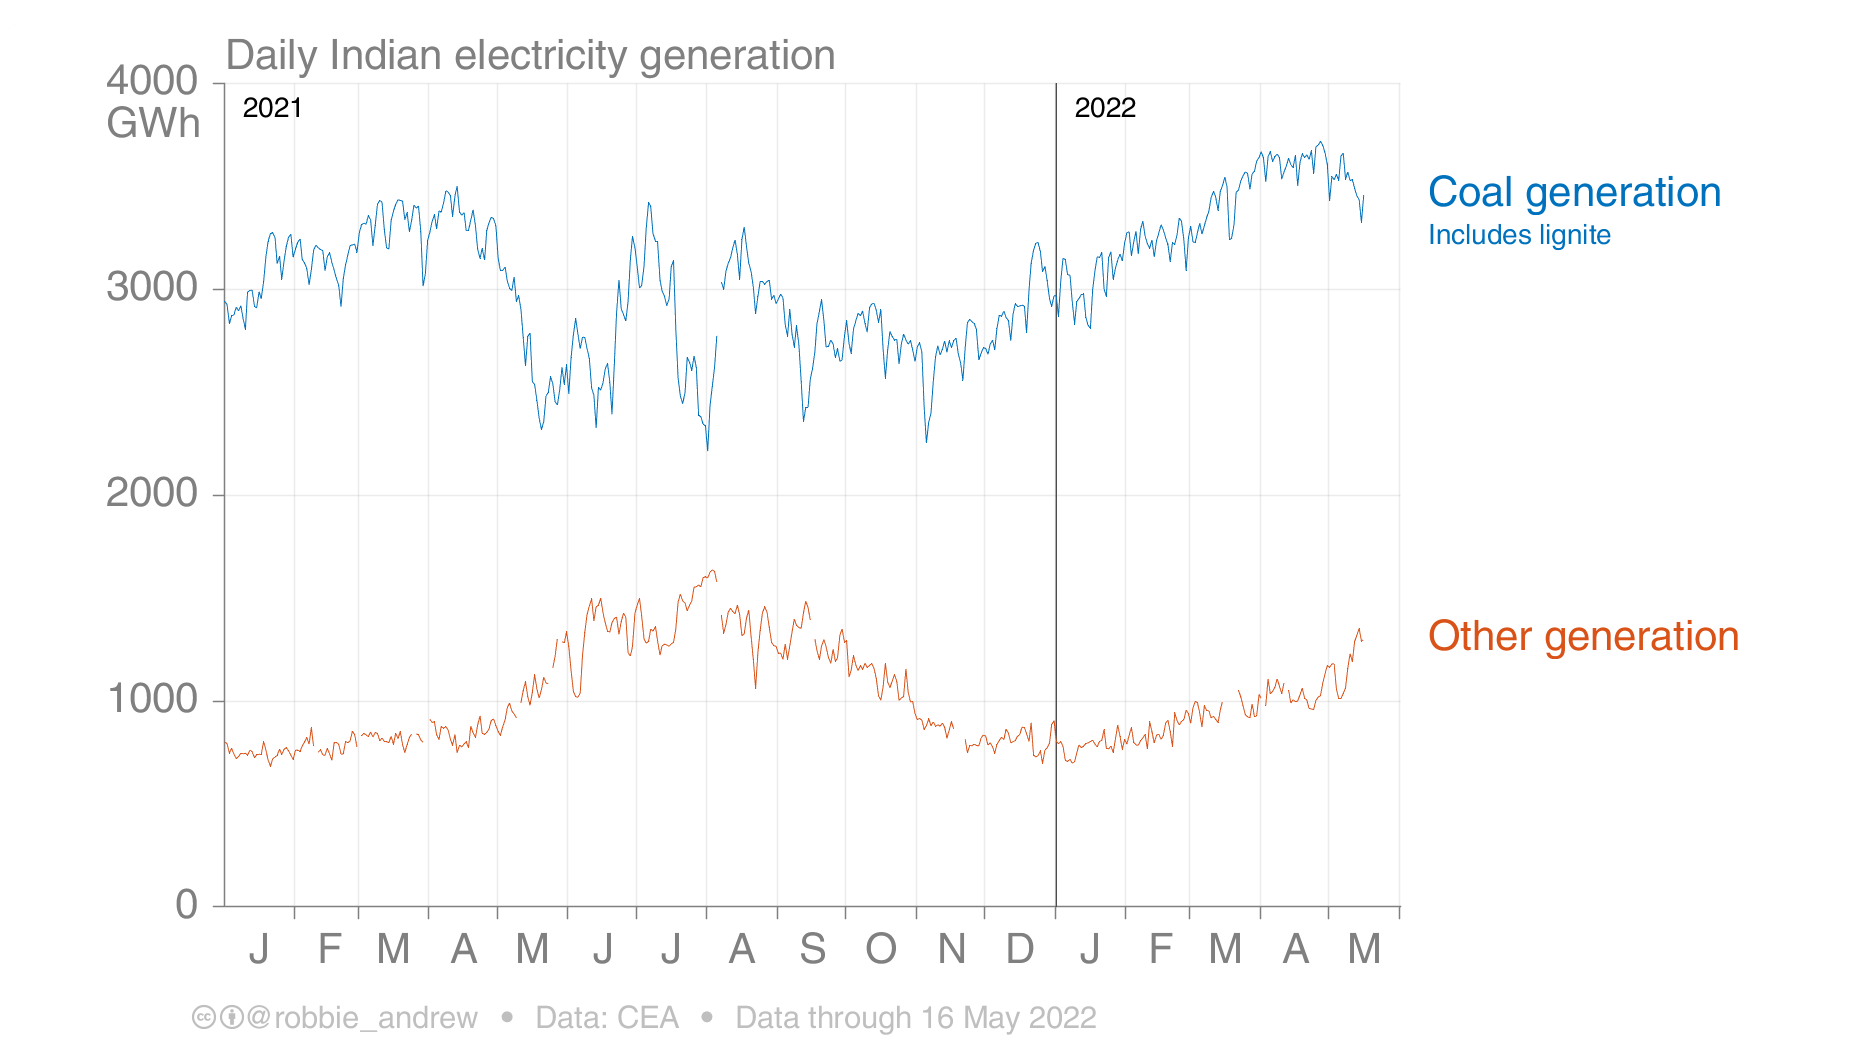 Daily Indian electricity generation
4000
GWh
2021
2022
Coal generation
Includes lignite
3000
2000
Other generation
1000
0
J F M A M J J A S O N D J F M A M
@robbie_andrew • Data: CEA • Data through 16 May 2022